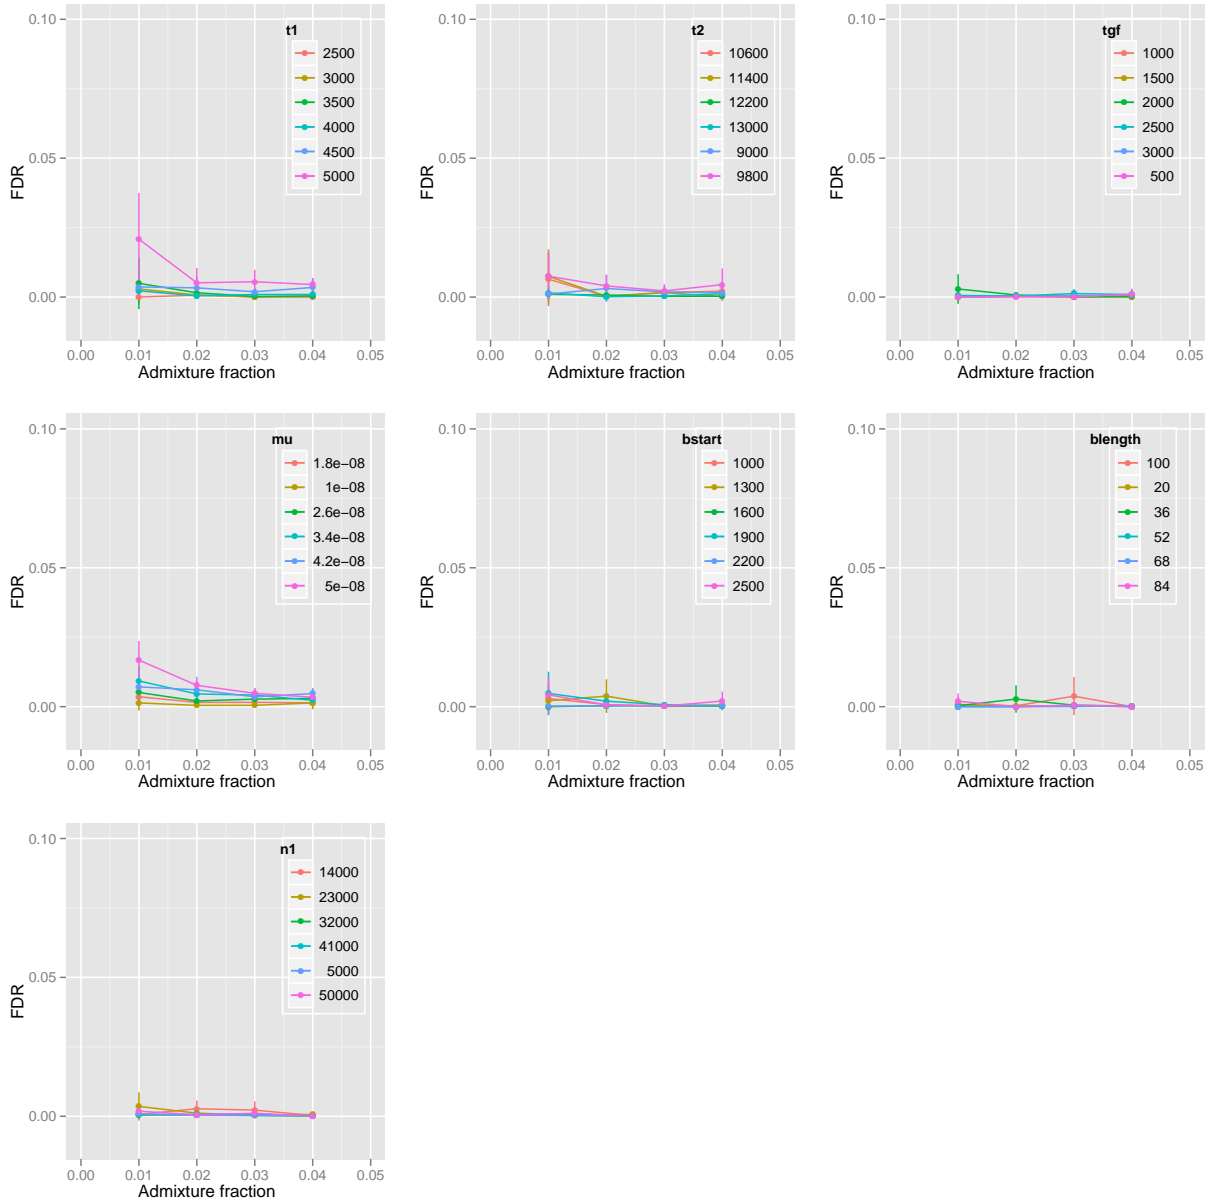 t1
2500
3000
3500
4000
4500
5000
0.10
0.05
0.00
FDR
0.00 0.01 0.02 0.03 0.04 0.05
Admixture fraction
t2
10600
11400
12200
13000
9000
9800
0.10
0.05
0.00
FDR
0.00 0.01 0.02 0.03 0.04 0.05
Admixture fraction
tgf
1000
1500
2000
2500
3000
500
0.10
0.05
0.00
FDR
0.00 0.01 0.02 0.03 0.04 0.05
Admixture fraction
mu
1.8e−08
1e−08
2.6e−08
3.4e−08
4.2e−08
5e−08
0.10
0.05
0.00
FDR
0.00 0.01 0.02 0.03 0.04 0.05
Admixture fraction
bstart
1000
1300
1600
1900
2200
2500
0.10
0.05
0.00
FDR
0.00 0.01 0.02 0.03 0.04 0.05
Admixture fraction
blength
100
20
36
52
68
84
0.10
0.05
0.00
FDR
0.00 0.01 0.02 0.03 0.04 0.05
Admixture fraction
n1
14000
23000
32000
41000
5000
50000
0.10
0.05
0.00
FDR
0.00 0.01 0.02 0.03 0.04 0.05
Admixture fraction